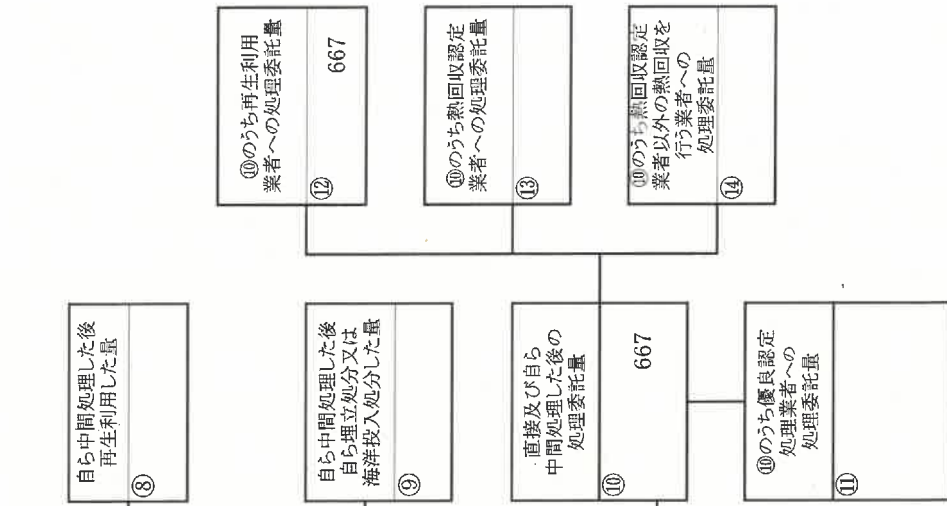 自ら中間処理した後
再生利用した量
⑧
自ら中間処理した後
自ら埋立処分又は
海洋投入処分した量
⑨
直接及び自ら
中間処理した後の
処理委託量
⑩
667
⑩のうち優良認定
処理業者への
処理委託量
⑪
⑩のうち再生利用
業者への処理委託量
⑫
667
⑩のうち熱回収認定
業者への処理委託量
⑬
⑩のうち熱回収認定
業者以外の熱回収を
行う業者への
処理委託量
⑭